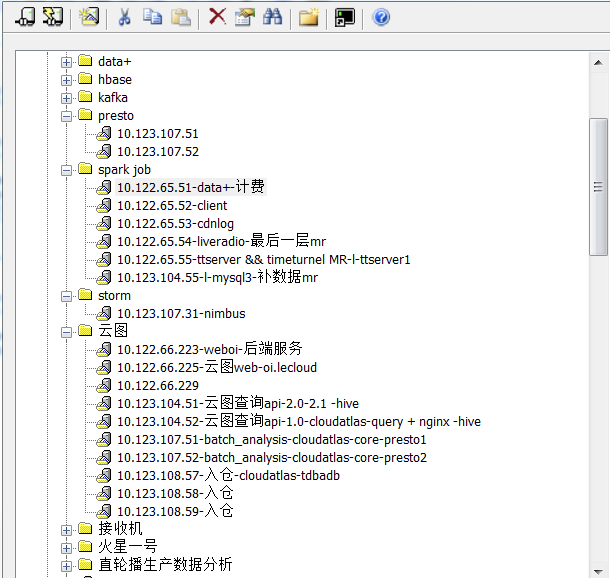 data+
hbase
kafka
presto
10.123.107.51
10.123.107.52
spark job
10.122.65.51-data+-计费
10.122.65.52-client
10.122.65.53-cdnlog
10.122.65.54-liveradio-最后一层mr
10.122.65.55-ttserver && timeturnel MR-l-ttserver1
10.123.104.55-l-mysql3-补数据mr
storm
10.123.107.31-nimbus
云图
10.122.66.223-weboi-后端服务
10.122.66.225-云图web-oi.lecloud
10.122.66.229
10.123.104.51-云图查询api-2.0-2.1 -hive
10.123.104.52-云图查询api-1.0-cloudatlas-query + nginx -hive
10.123.107.51-batch_analysis-cloudatlas-core-presto1
10.123.107.52-batch_analysis-cloudatlas-core-presto2
10.123.108.57-入仓-cloudatlas-tdbadb
10.123.108.58-入仓
10.123.108.59-入仓
接收机
火星一号
直轮播生产数据分析